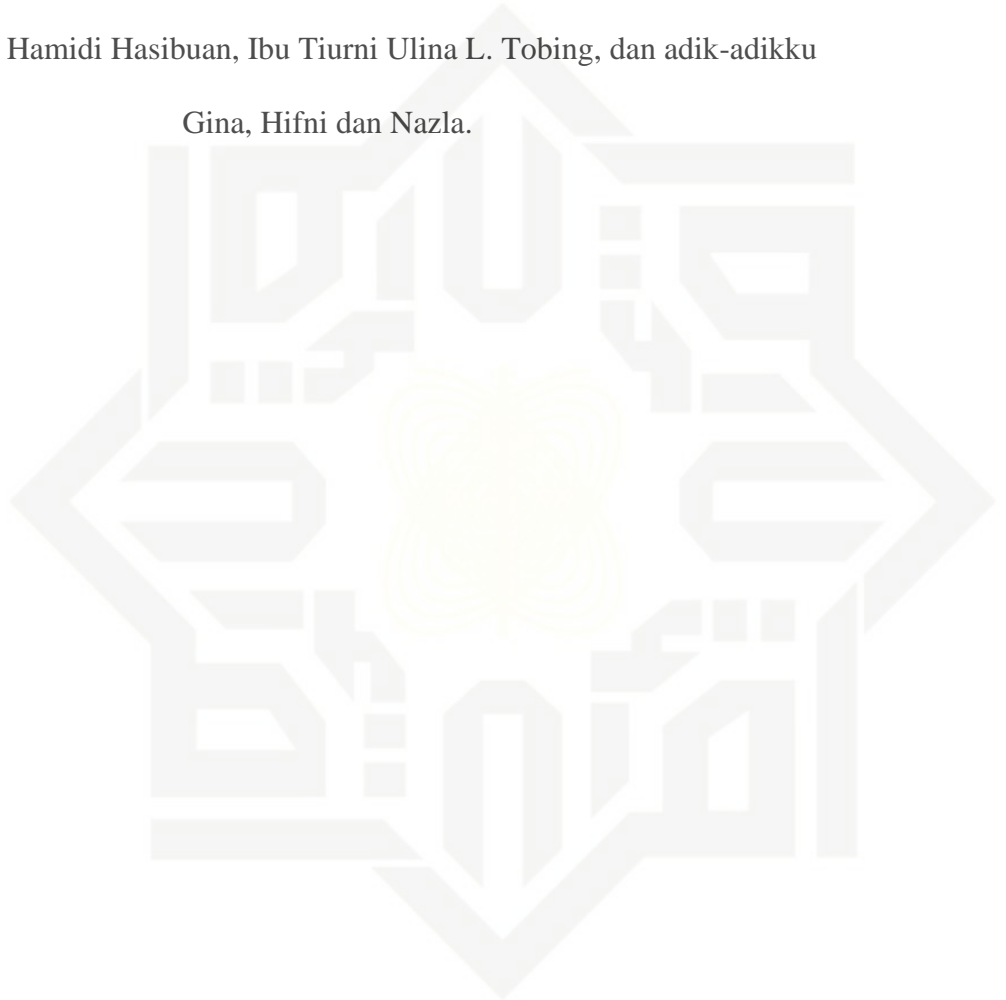 Hamidi Hasibuan, Ibu Tiurni Ulina L. Tobing, dan adik-adikku
Gina, Hifni dan Nazla.